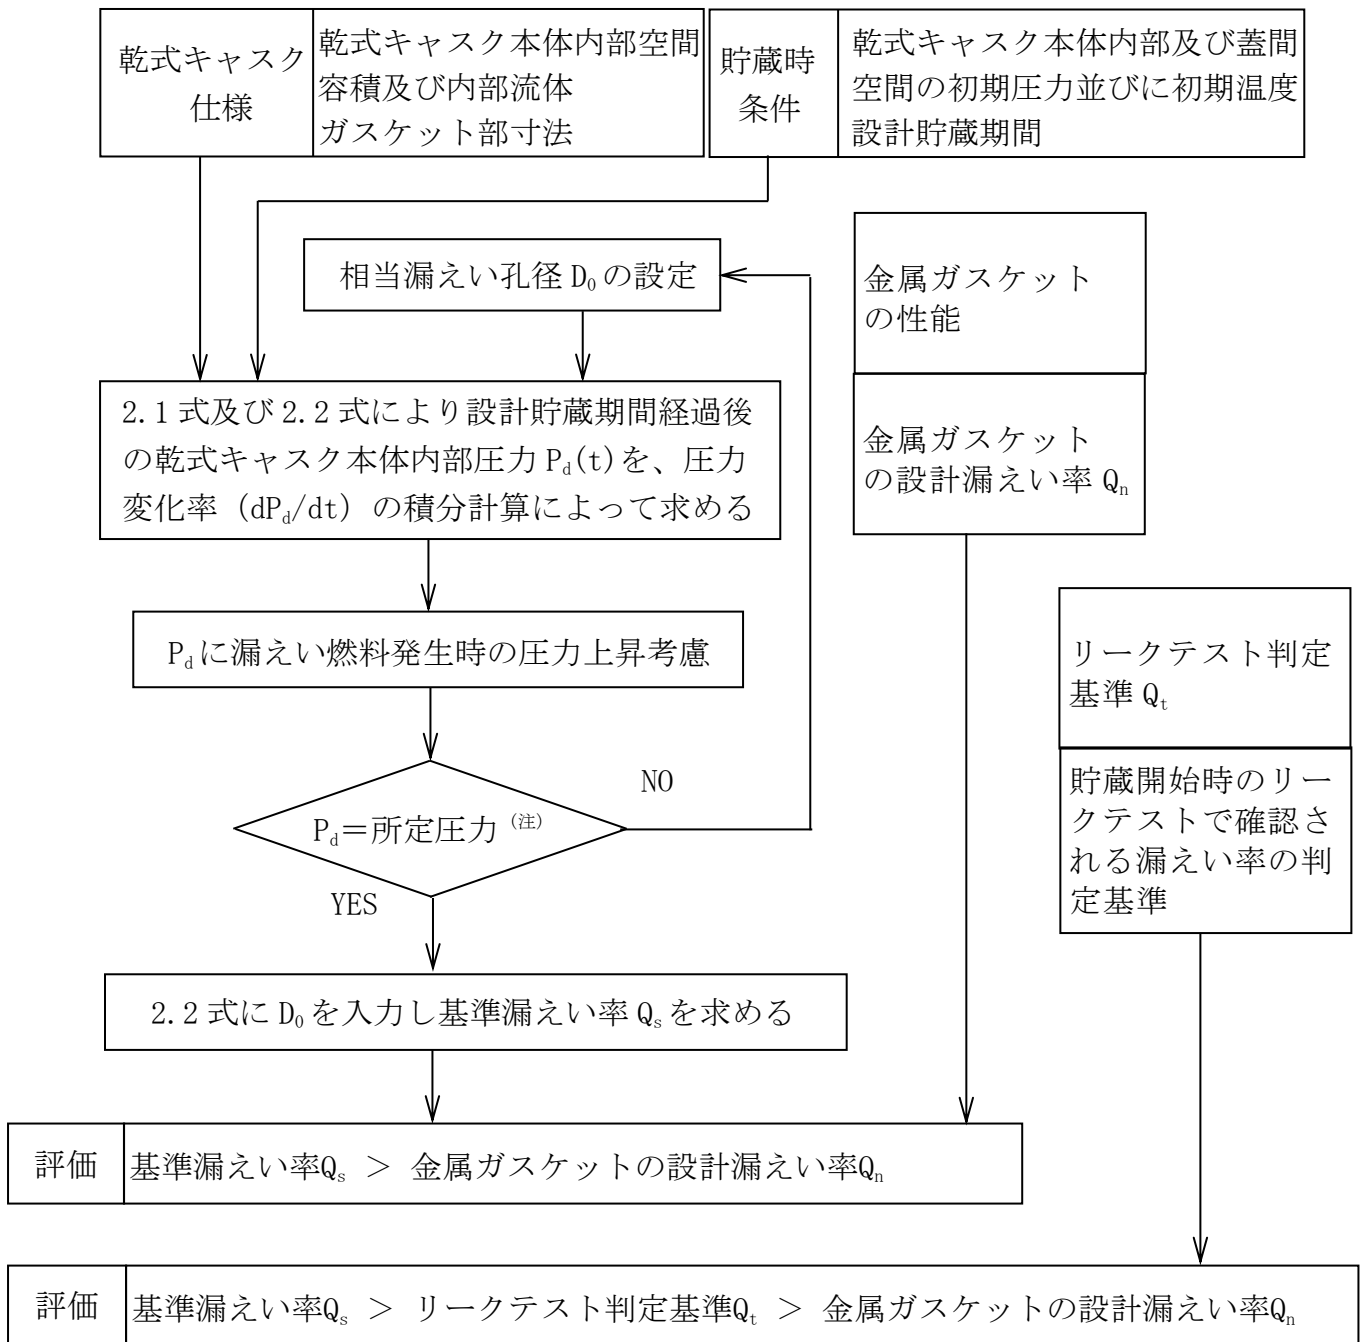 乾式キャスク
仕様
乾式キャスク本体内部空間
容積及び内部流体
ガスケット部寸法
貯蔵時
条件
乾式キャスク本体内部及び蓋間
空間の初期圧力並びに初期温度
設計貯蔵期間
相当漏えい孔径 D₀ の設定
金属ガスケット
の性能
2.1 式及び 2.2 式により設計貯蔵期間経過後
の乾式キャスク本体内部圧力 P_d(t)を、圧力
変化率（dP_d/dt）の積分計算によって求める
金属ガスケット
の設計漏えい率 Q_n
P_d に漏えい燃料発生時の圧力上昇考慮
リークテスト判定
基準 Q_t
P_d＝所定圧力（注）
NO
YES
貯蔵開始時のリー
クテストで確認さ
れる漏えい率の判
定基準
2.2 式に D₀ を入力し基準漏えい率 Q_s を求める
評価 基準漏えい率Q_s ＞ 金属ガスケットの設計漏えい率Q_n
評価 基準漏えい率Q_s ＞ リークテスト判定基準Q_t ＞ 金属ガスケットの設計漏えい率Q_n